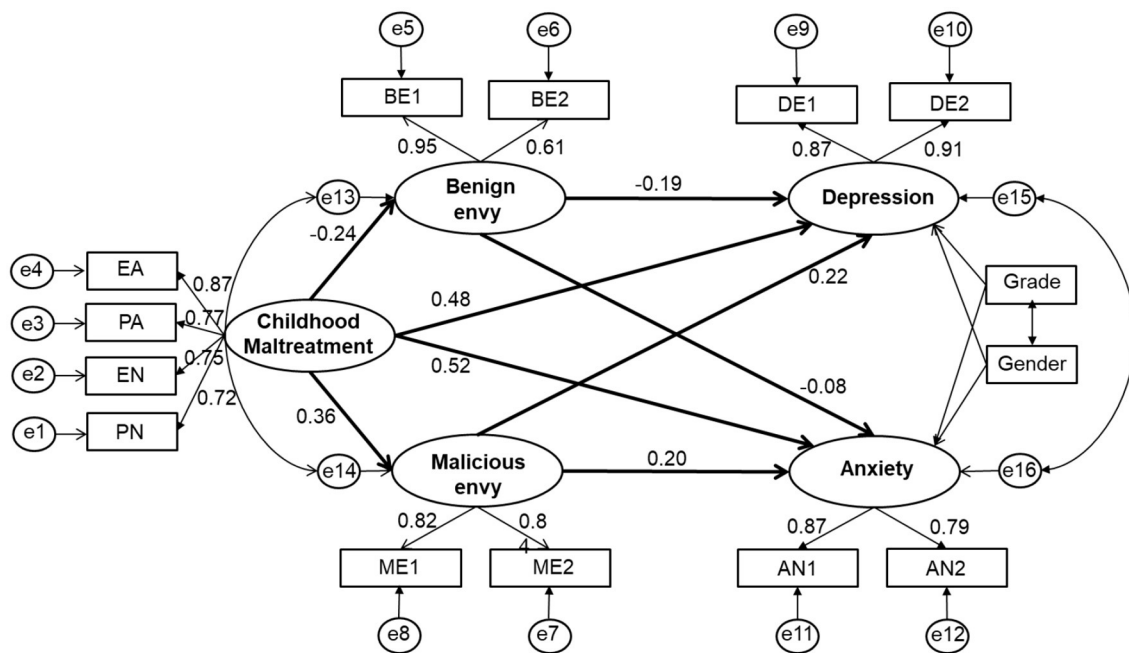 e5
e6
e9
e10
BE1
BE2
DE1
DE2
0.95
0.61
0.87
0.91
e13
Benign
envy
-0.19
Depression
e15
-0.24
e4
EA
0.87
0.22
Grade
e3
PA
0.77
Childhood
Maltreatment
0.48
e2
EN
0.75
0.52
Gender
-0.08
e1
PN
0.72
0.36
e14
Malicious
envy
0.20
Anxiety
e16
0.82
0.8
4
0.87
0.79
ME1
ME2
AN1
AN2
e8
e7
e11
e12